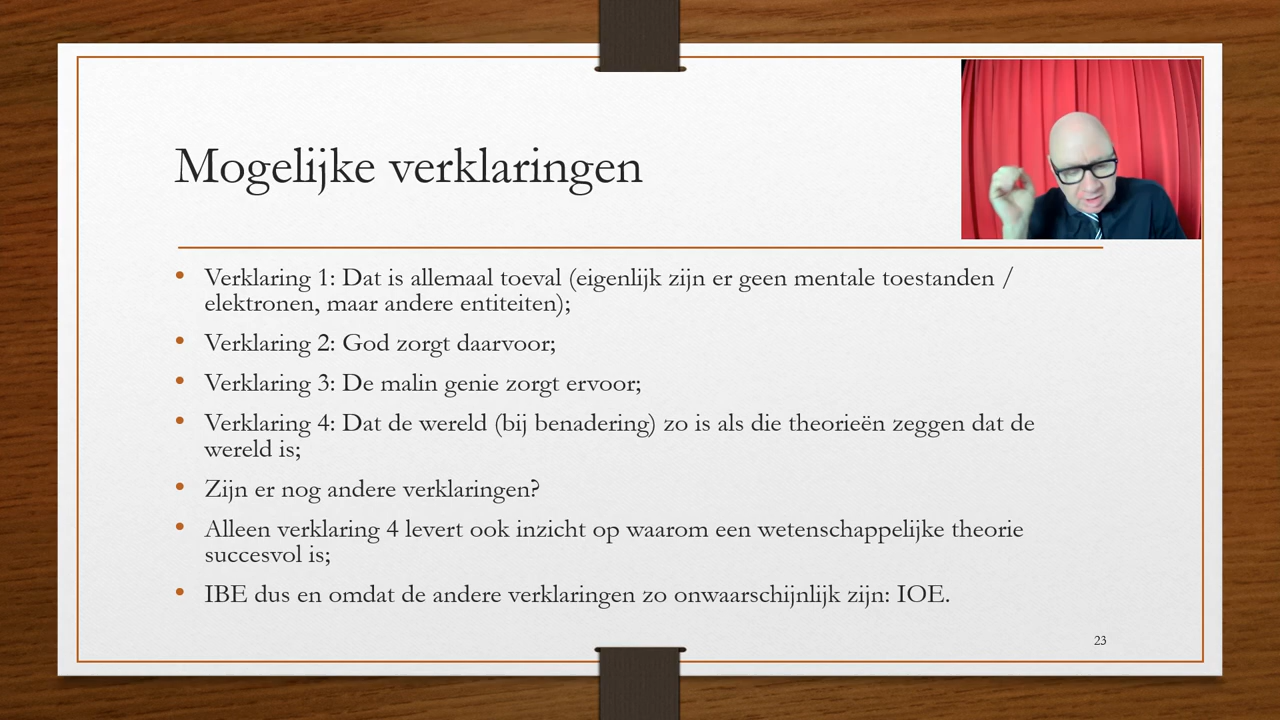 Mogelijke verklaringen
• Verklaring 1: Dat is allemaal toeval (eigenlijk zijn er geen mentale toestanden /
elektronen, maar andere entiteiten);
• Verklaring 2: God zorgt daarvoor;
• Verklaring 3: De malin genie zorgt ervoor;
• Verklaring 4: Dat de wereld (bij benadering) zo is als die theorieën zeggen dat de
wereld is;
• Zijn er nog andere verklaringen?
• Alleen verklaring 4 levert ook inzicht op waarom een wetenschappelijke theorie
succesvol is;
• IBE dus en omdat de andere verklaringen zo onwaarschijnlijk zijn: IOE.
23